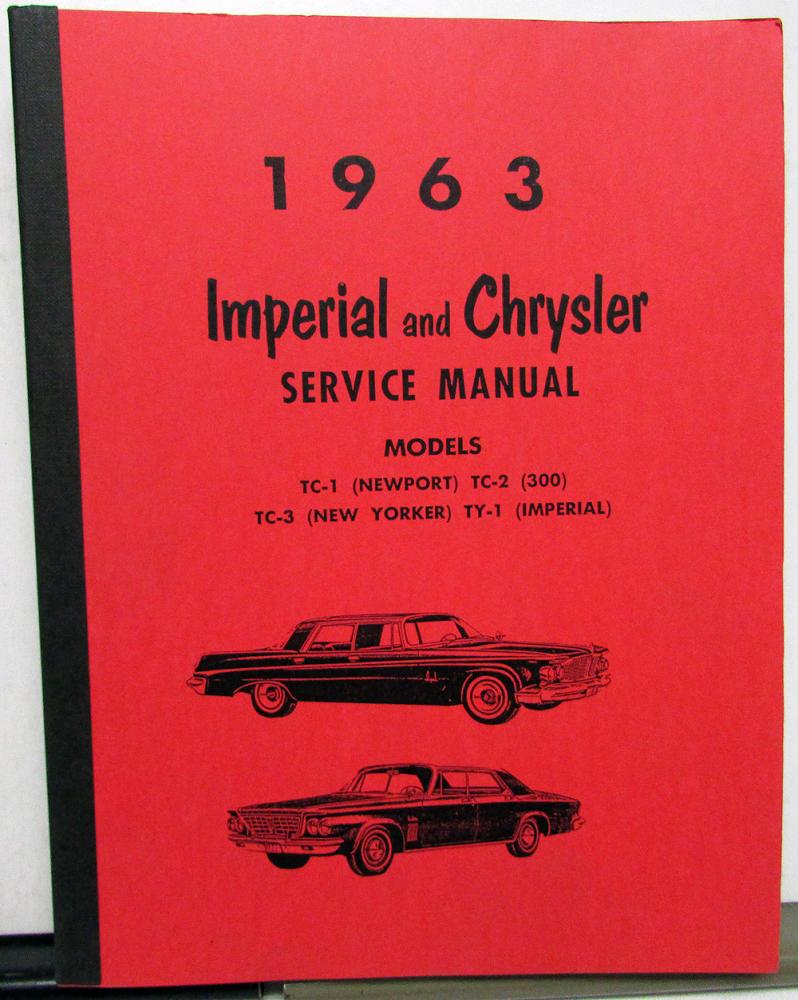 1963
Imperial and Chrysler
SERVICE MANUAL
MODELS
TC-1 (NEWPORT) TC-2 (300)
TC-3 (NEW YORKER) TY-1 (IMPERIAL)